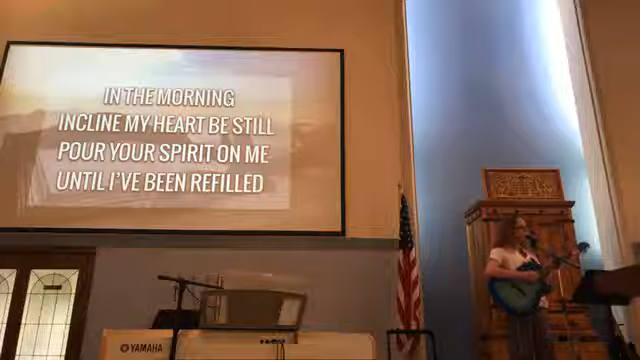 IN THE MORNING
INCLINE MY HEART BE STILL
POUR YOUR SPIRIT ON ME
UNTIL I'VE BEEN REFILLED
YAMAHA